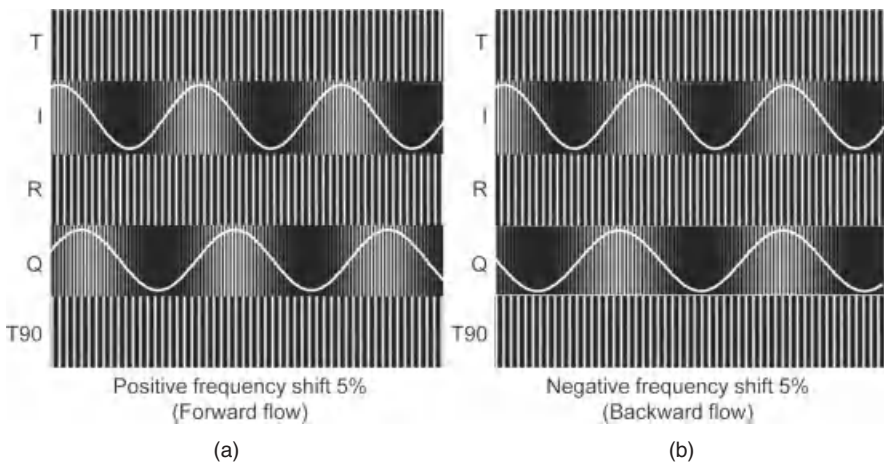 T
I
R
Q
T90
Positive frequency shift 5%
(Forward flow)
(a)
T
I
R
Q
T90
Negative frequency shift 5%
(Backward flow)
(b)